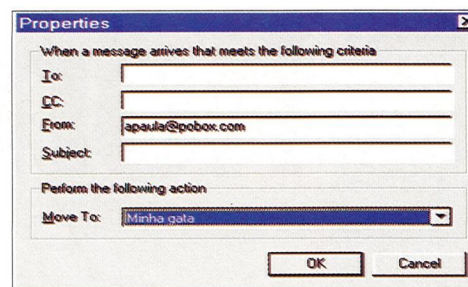 Properties
When a message arrives that meets the following criteria
To:
CC:
From: apaula@pobox.com
Subject:
Perform the following action
Move To: Minha gata
OK Cancel